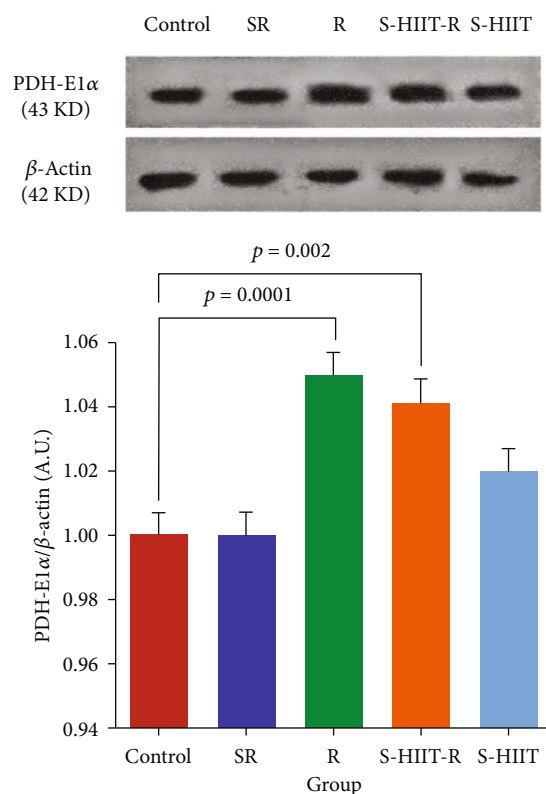 Control SR R S-HIIT-R S-HIIT
PDH-E1α
(43 KD)
β-Actin
(42 KD)
p = 0.002
p = 0.0001
1.06
1.04
1.02
1.00
0.98
0.96
0.94
PDH-E1α/β-actin (A.U.)
Control SR R S-HIIT-R S-HIIT
Group